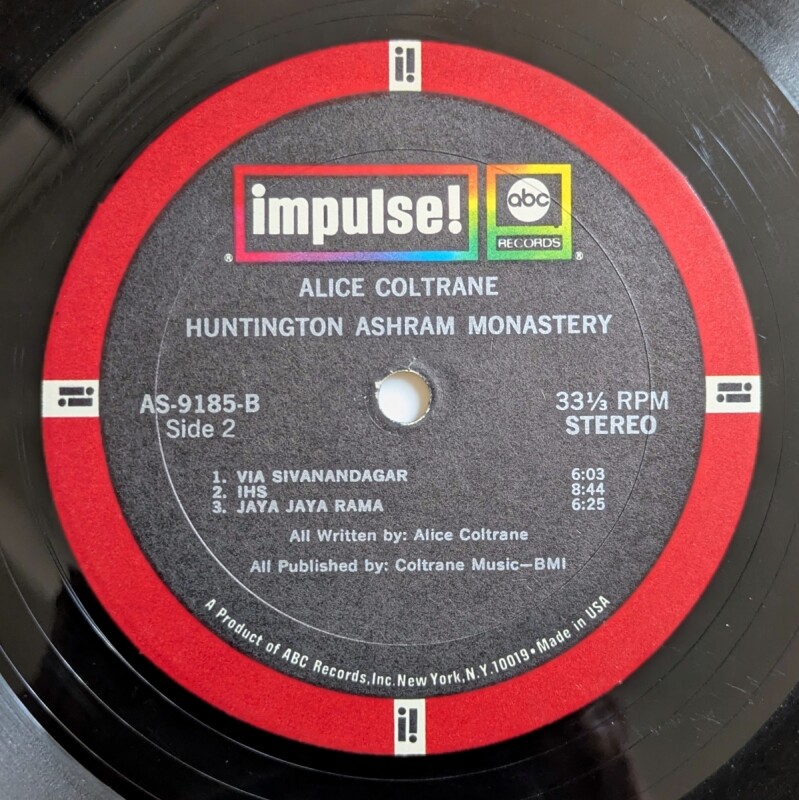 i!
impulse!
abc
RECORDS
®
®
ALICE COLTRANE
HUNTINGTON ASHRAM MONASTERY
i!
AS-9185-B
33⅓ RPM
i!
Side 2
STEREO
1. VIA SIVANANDAGAR 6:03
2. IHS 8:44
3. JAYA JAYA RAMA 6:25
All Written by: Alice Coltrane
All Published by: Coltrane Music—BMI
A Product of ABC Records, Inc. New York, N.Y. 10019 • Made in USA
i!